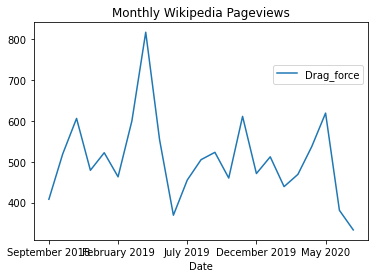 Monthly Wikipedia Pageviews
800
Drag_force
700
600
500
400
September 2018 February 2019 July 2019 December 2019 May 2020
Date